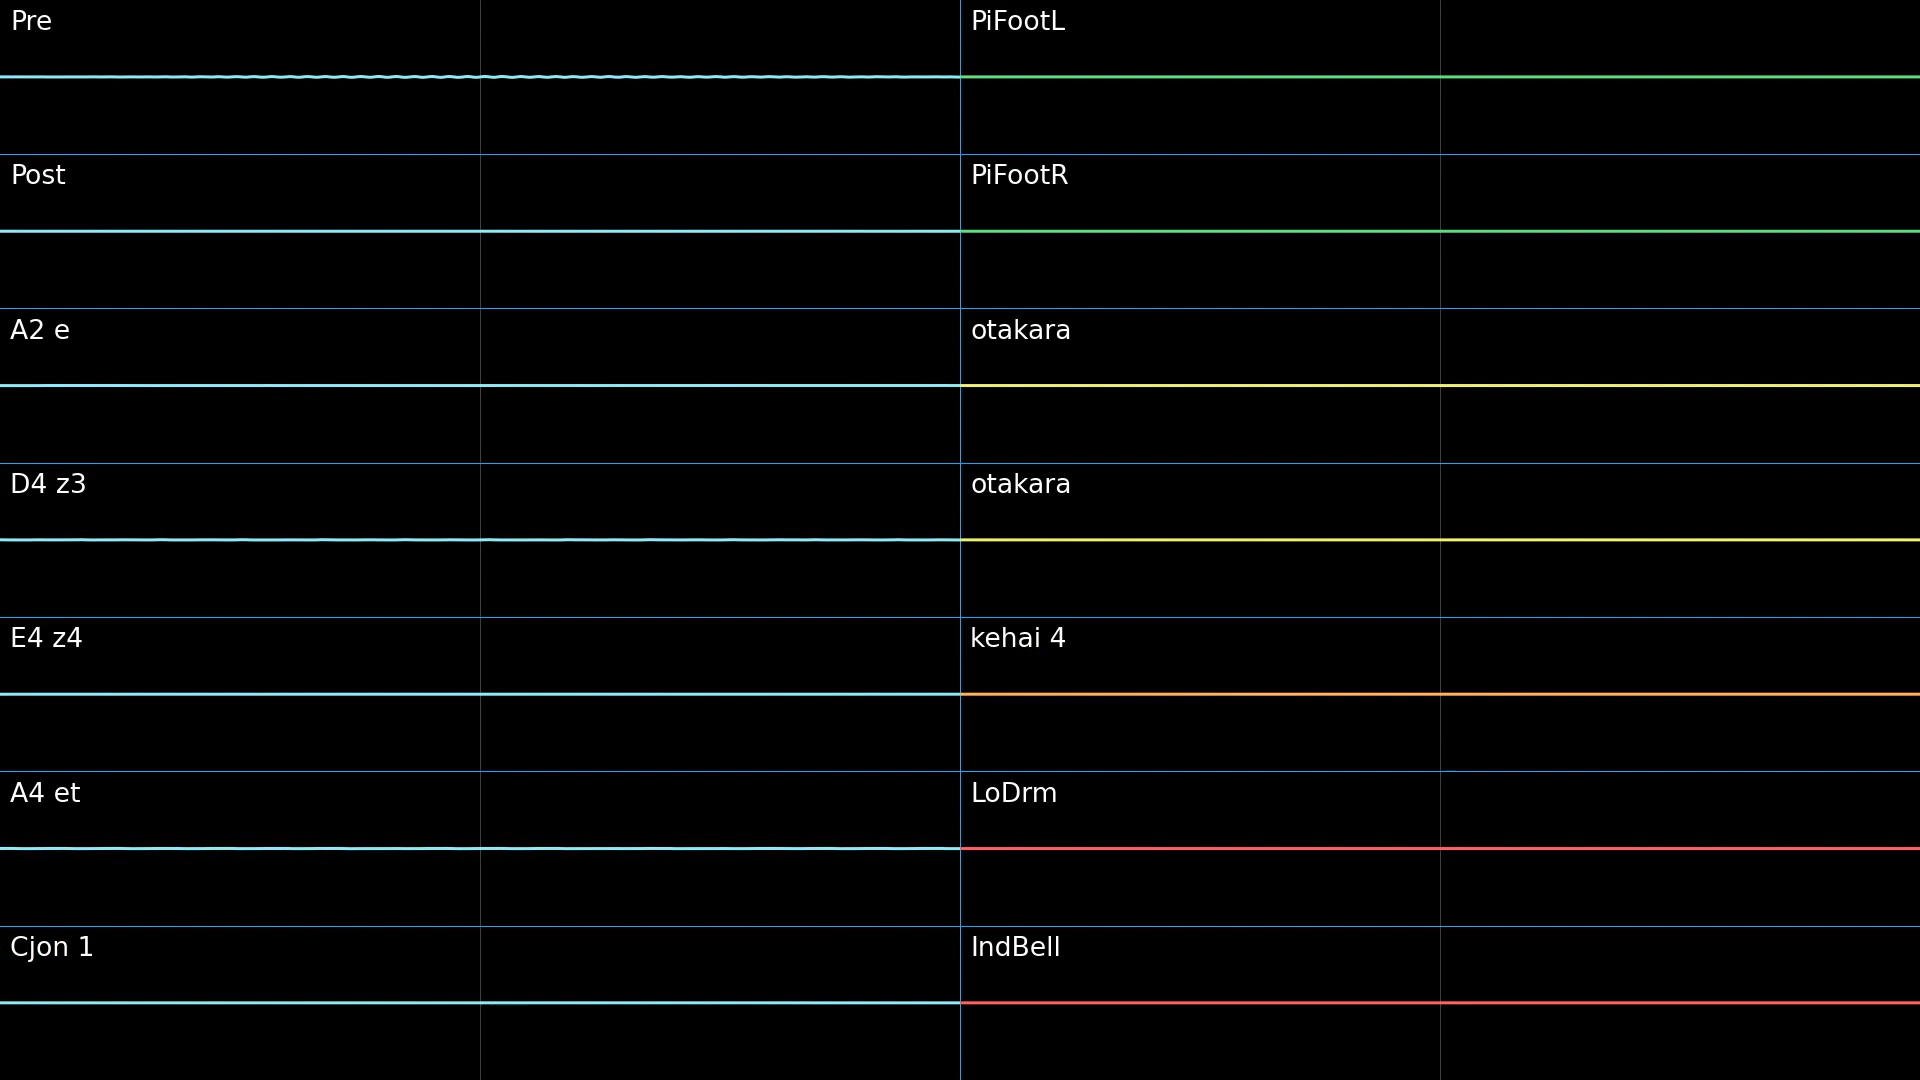 Pre
Post
A2 e
D4 z3
E4 z4
A4 et
Cjon 1
PiFootL
PiFootR
otakara
otakara
kehai 4
LoDrm
IndBell